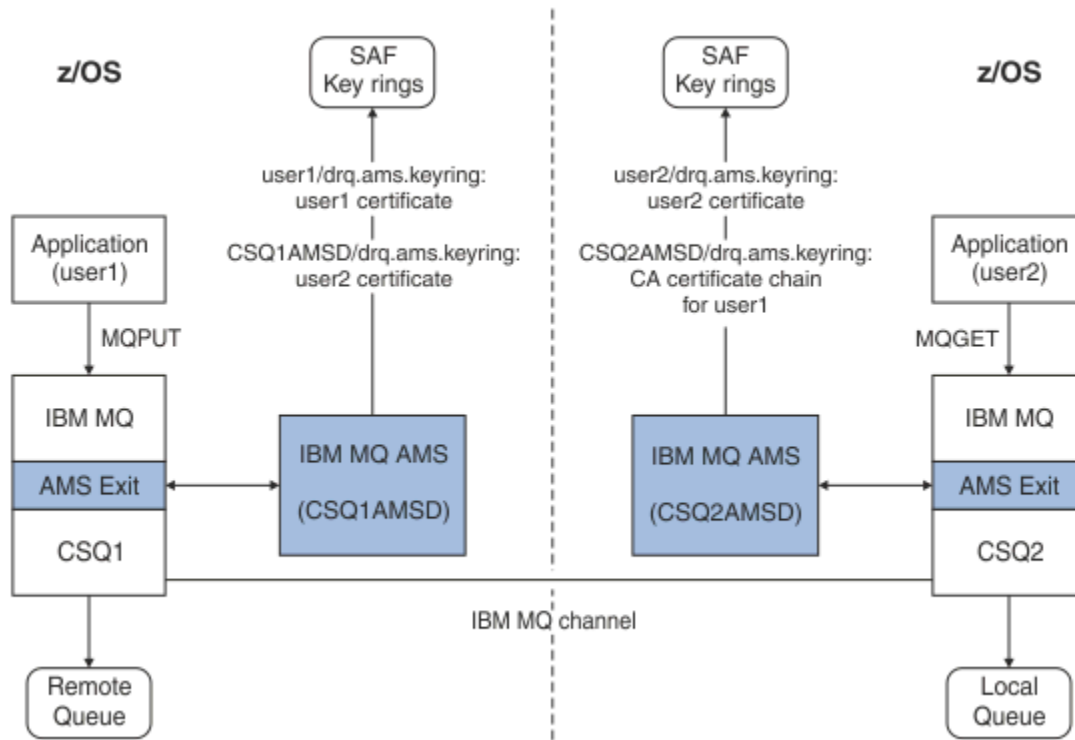 z/OS
SAF
Key rings
user1/drq.ams.keyring:
user1 certificate
CSQ1AMSD/drq.ams.keyring:
user2 certificate
Application
(user1)
MQPUT
IBM MQ
AMS Exit
CSQ1
IBM MQ AMS
(CSQ1AMSD)
Remote
Queue
SAF
Key rings
z/OS
user2/drq.ams.keyring:
user2 certificate
CSQ2AMSD/drq.ams.keyring:
CA certificate chain
for user1
Application
(user2)
MQGET
IBM MQ AMS
(CSQ2AMSD)
IBM MQ
AMS Exit
CSQ2
IBM MQ channel
Local
Queue